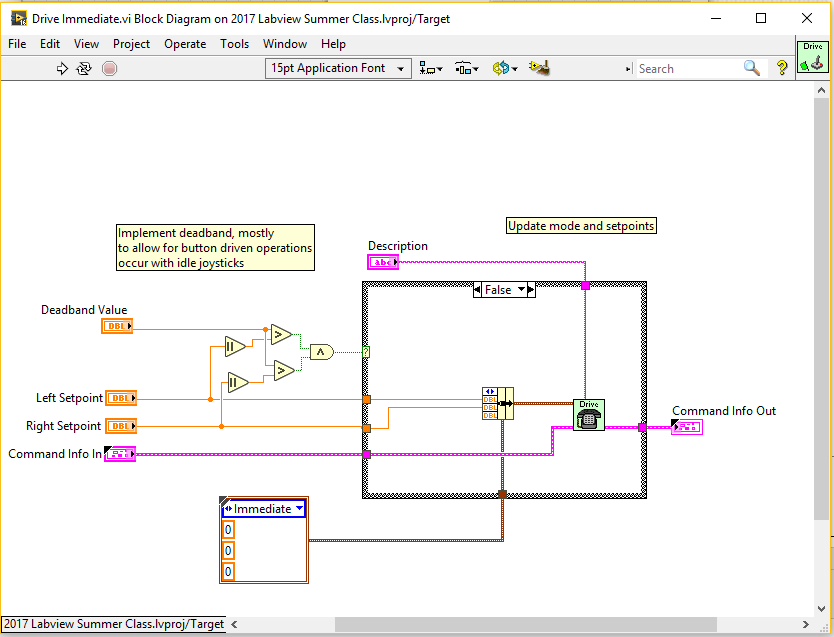 Drive Immediate.vi Block Diagram on 2017 Labview Summer Class.lvproj/Target
File Edit View Project Operate Tools Window Help
15pt Application Font
Search
Drive
Implement deadband, mostly
to allow for button driven operations
occur with idle joysticks
Update mode and setpoints
Description
abc
False
Deadband Value
DBL
Left Setpoint
DBL
Right Setpoint
DBL
Command Info In
?
DBL
DBL
DBL
Drive
Command Info Out
Immediate
0
0
0
2017 Labview Summer Class.lvproj/Target